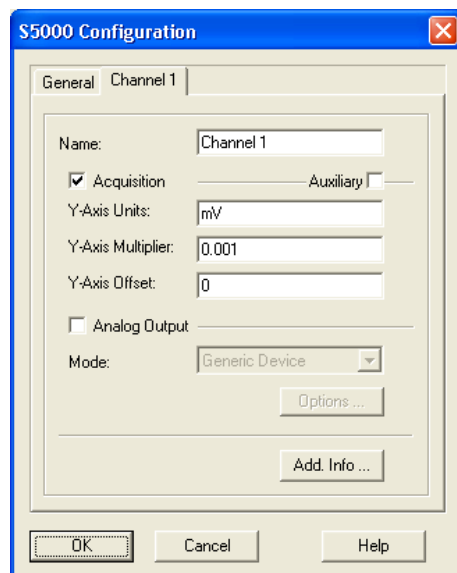 S5000 Configuration
General Channel 1
Name: Channel 1
Acquisition Auxiliary
Y-Axis Units: mV
Y-Axis Multiplier: 0.001
Y-Axis Offset: 0
Analog Output
Mode: Generic Device
Options ...
Add. Info ...
OK Cancel Help